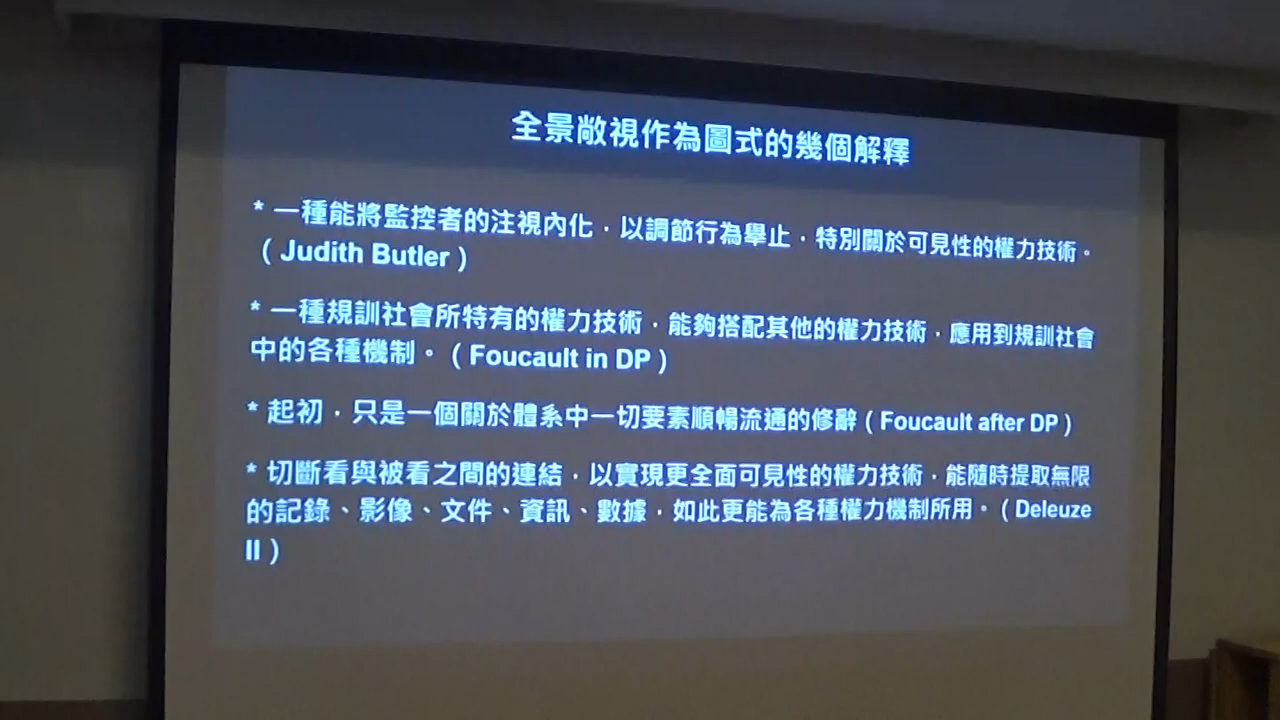 全景敞視作為圖式的幾個解釋
* 一種能將監控者的注視內化，以調節行為舉止，特別關於可見性的權力技術。
（Judith Butler）
* 一種規訓社會所特有的權力技術，能夠搭配其他的權力技術，應用到規訓社會
中的各種機制。（Foucault in DP）
* 起初，只是一個關於體系中一切要素順暢流通的修辭（Foucault after DP）
* 切斷看與被看之間的連結，以實現更全面可見性的權力技術，能隨時提取無限
的記錄、影像、文件、資訊、數據，如此更能為各種權力機制所用。（Deleuze
II）